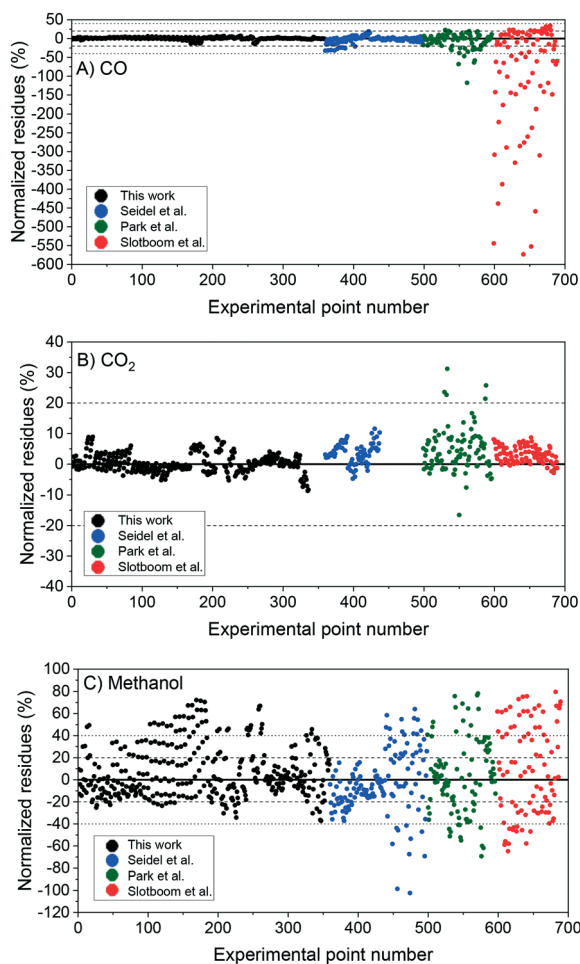 50
0
-50
-100
-150
-200
-250
-300
-350
-400
-450
-500
-550
-600
Normalized residues (%)
A) CO
This work
Seidel et al.
Park et al.
Slotboom et al.
0 100 200 300 400 500 600 700
Experimental point number
40
30
20
10
0
-10
-20
-30
-40
Normalized residues (%)
B) CO₂
This work
Seidel et al.
Park et al.
Slotboom et al.
0 100 200 300 400 500 600 700
Experimental point number
100
80
60
40
20
0
-20
-40
-60
-80
-100
-120
Normalized residues (%)
C) Methanol
This work
Seidel et al.
Park et al.
Slotboom et al.
0 100 200 300 400 500 600 700
Experimental point number